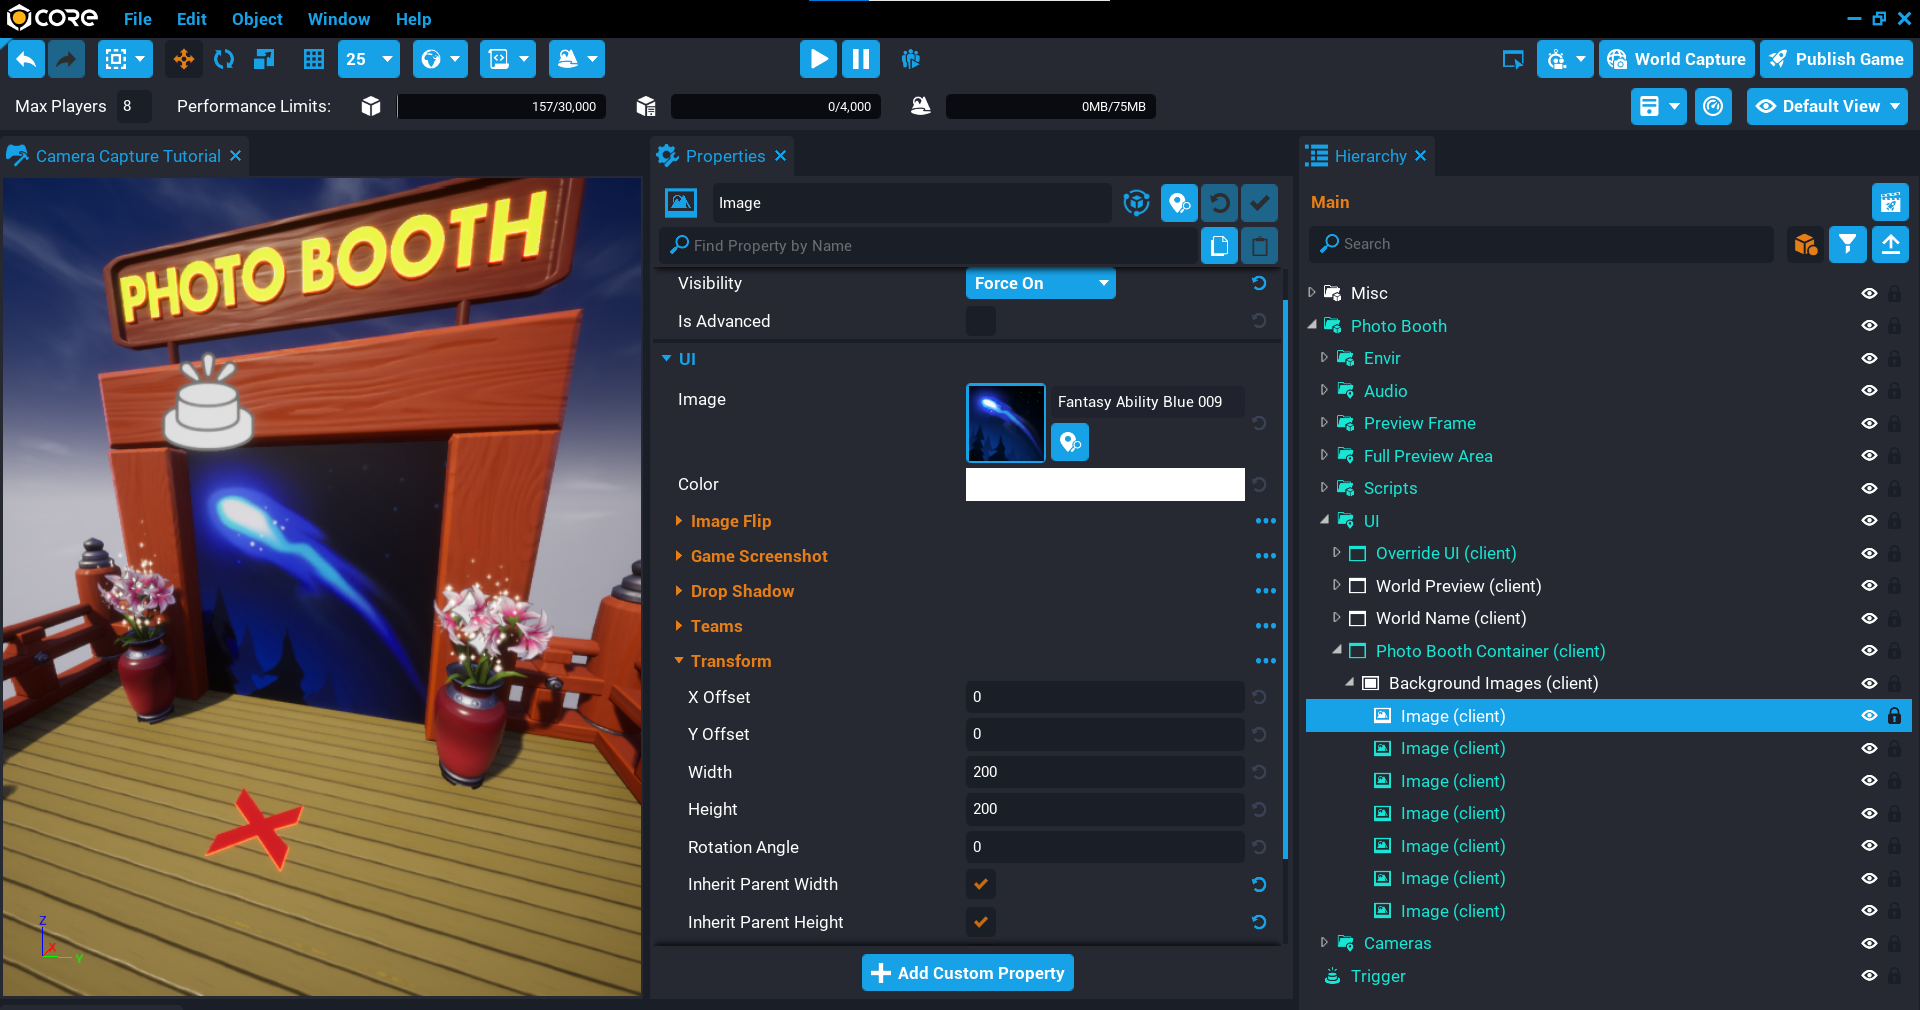 CORE
File Edit Object Window Help
25
World Capture
Publish Game
Max Players 8 Performance Limits: 157/30,000 0/4,000 0MB/75MB
Default View
Camera Capture Tutorial
PHOTO BOOTH
Z
X
Y
Properties
Image
Find Property by Name
Visibility Force On
Is Advanced
UI
Image Fantasy Ability Blue 009
Color
Image Flip
Game Screenshot
Drop Shadow
Teams
Transform
X Offset 0
Y Offset 0
Width 200
Height 200
Rotation Angle 0
Inherit Parent Width
Inherit Parent Height
Add Custom Property
Hierarchy
Main
Search
Misc
Photo Booth
Envir
Audio
Preview Frame
Full Preview Area
Scripts
UI
Override UI (client)
World Preview (client)
World Name (client)
Photo Booth Container (client)
Background Images (client)
Image (client)
Image (client)
Image (client)
Image (client)
Image (client)
Image (client)
Image (client)
Cameras
Trigger